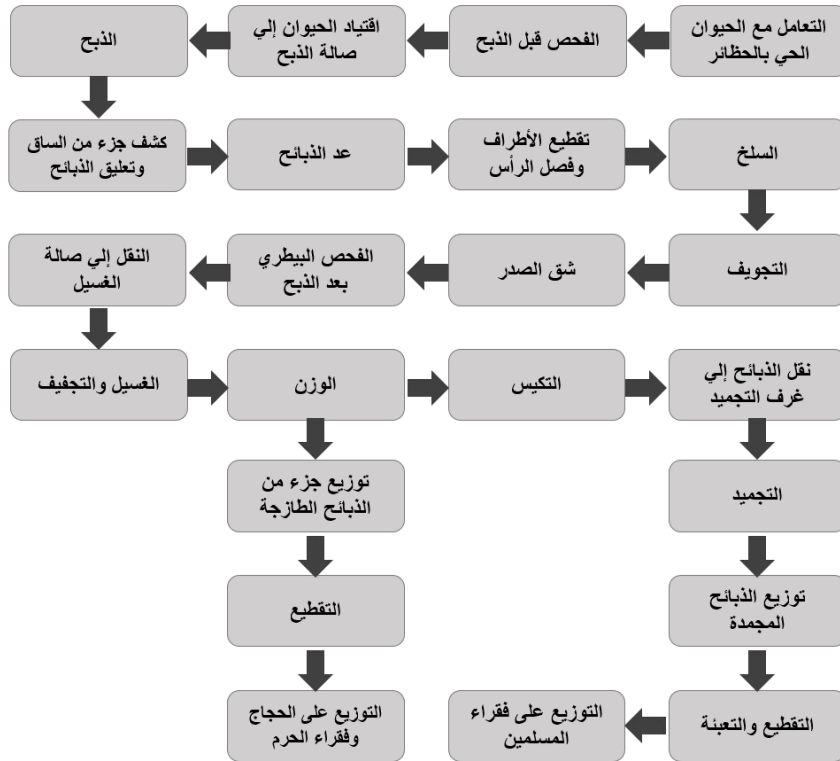 التعامل مع الحيوان
الحي بالحظائر
الفحص قبل الذبح
اقتياد الحيوان إلي
صالة الذبح
الذبح
كشف جزء من الساق
وتعليق الذبائح
عد الذبائح
تقطيع الأطراف
وفصل الرأس
السلخ
التجويف
شق الصدر
الفحص البيطري
بعد الذبح
النقل إلي صالة
الغسيل
الغسيل والتجفيف
الوزن
التكيس
نقل الذبائح إلي
غرف التجميد
توزيع جزء من
الذبائح الطازجة
التقطيع
التوزيع على الحجاج
وفقراء الحرم
التجميد
توزيع الذبائح
المجمدة
التقطيع والتعبئة
التوزيع على فقراء
المسلمين